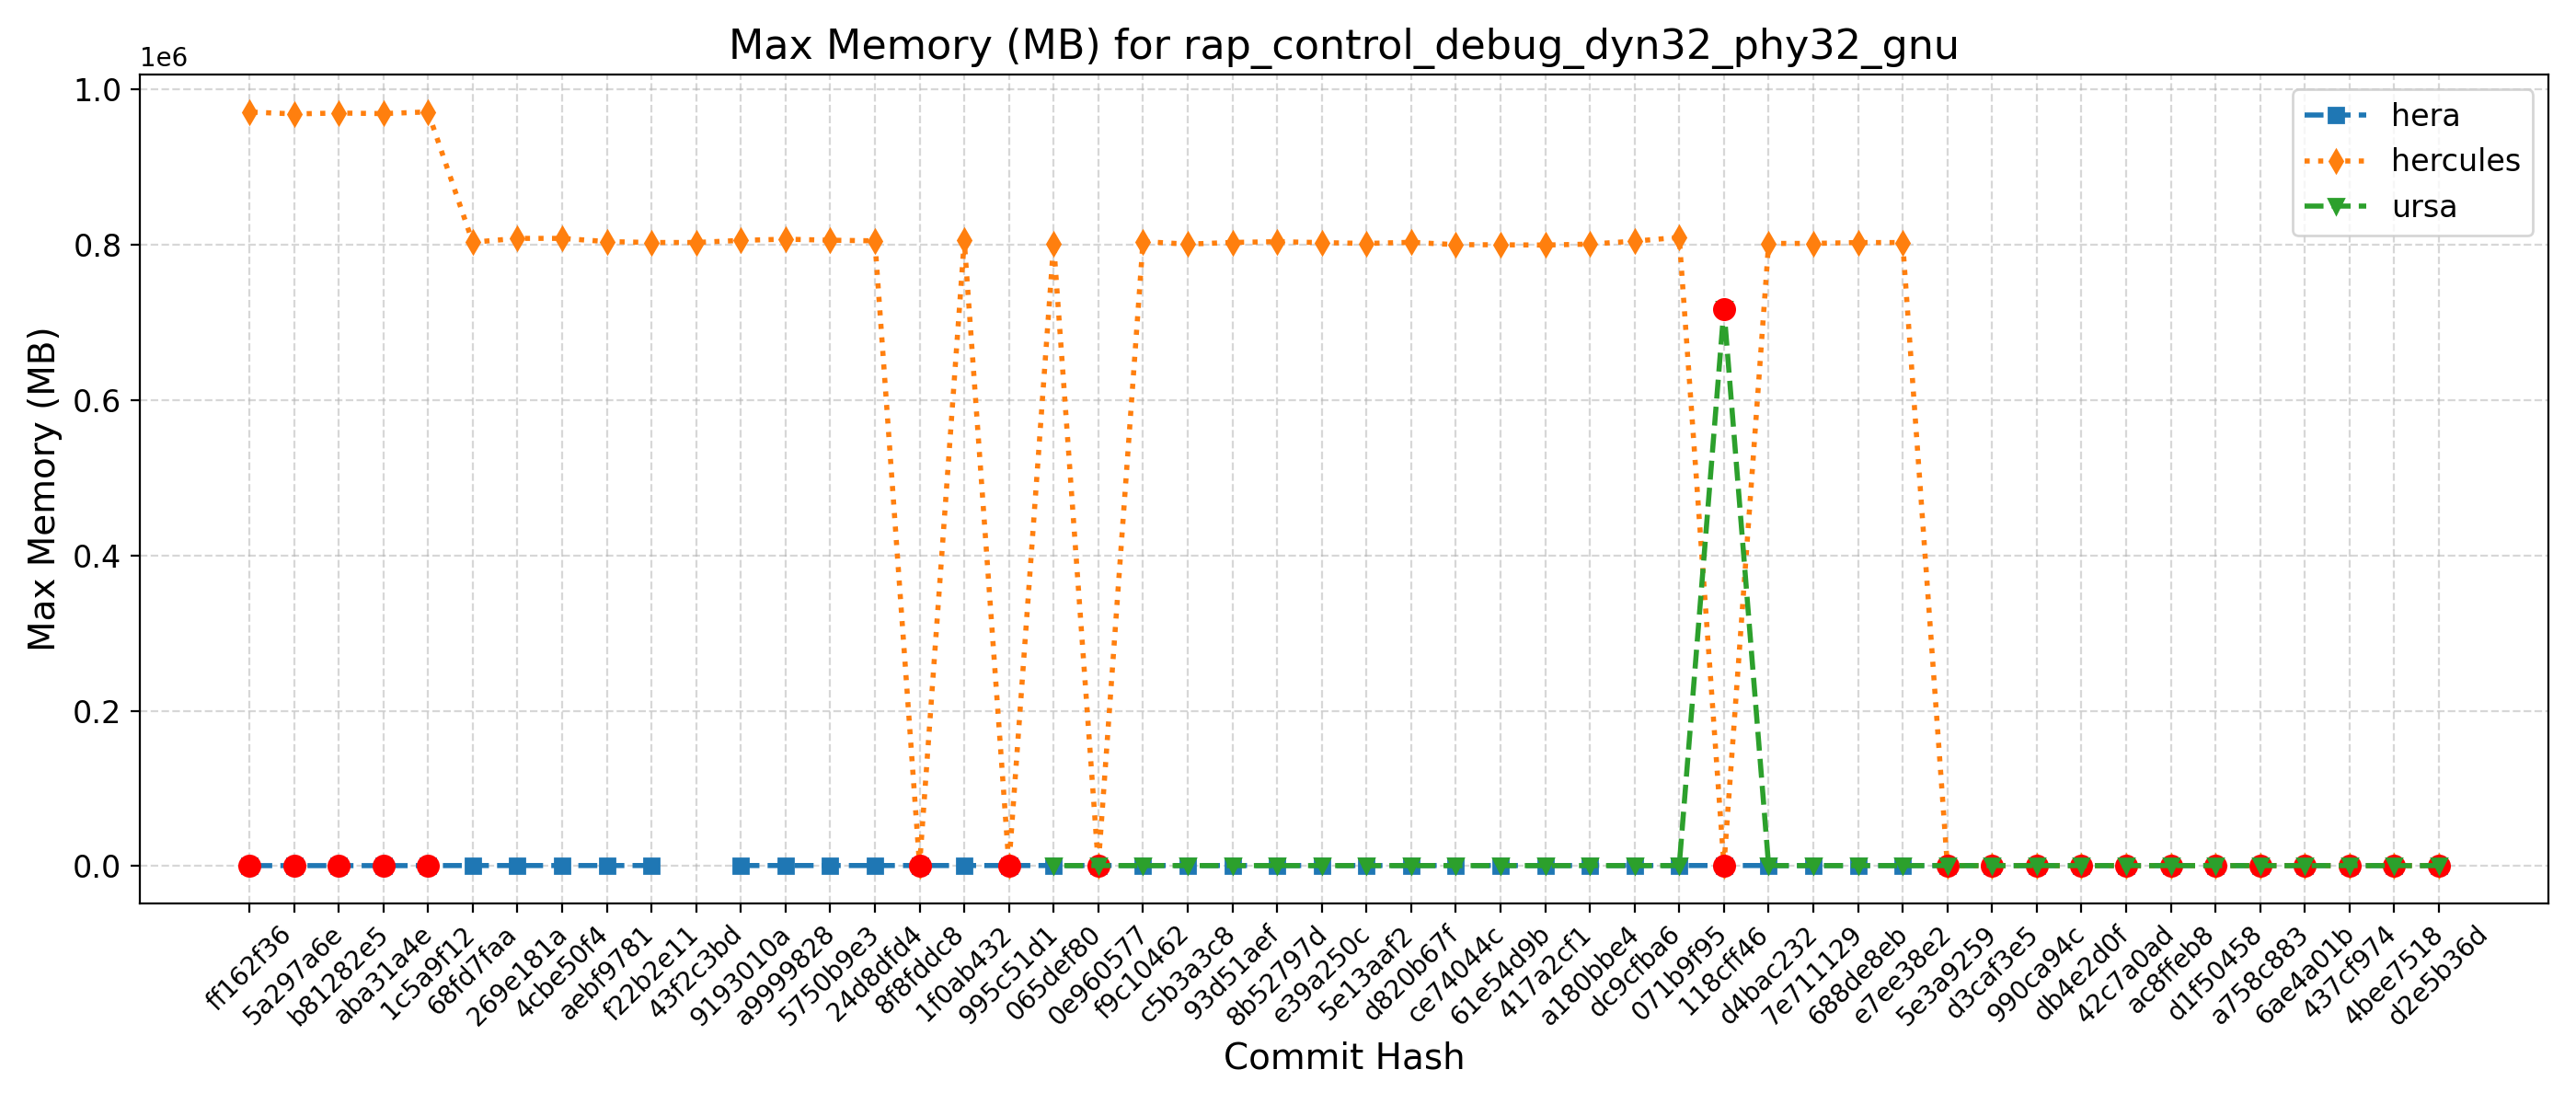 Max Memory (MB) for rap_control_debug_dyn32_phy32_gnu
1e6
1.0
0.8
0.6
0.4
0.2
0.0
Max Memory (MB)
hera
hercules
ursa
ff162f36
5a297a6e
b81282e5
aba31a4e
1c5a9f12
68fd7faa
269e181a
4cbe50f4
aebf9781
f22b2e11
43f2c3bd
9193010a
a9999828
5750b9e3
24d8dfd4
8f8fddc8
1f0ab432
995c51d1
065def80
0e960577
f9c10462
c5b3a3c8
93d51aef
8b52797d
e39a250c
5e13aaf2
d820b67f
ce74044c
61e54d9b
417a2cf1
a180bbe4
dc9cfba6
071b9f95
118cff46
d4bac232
7e711129
688de8eb
e7ee38e2
5e3a9259
d3caf3e5
990ca94c
db4e2d0f
42c7a0ad
ac8ffeb8
d1f50458
a758c883
6ae4a01b
437cf974
4bee7518
d2e5b36d
Commit Hash